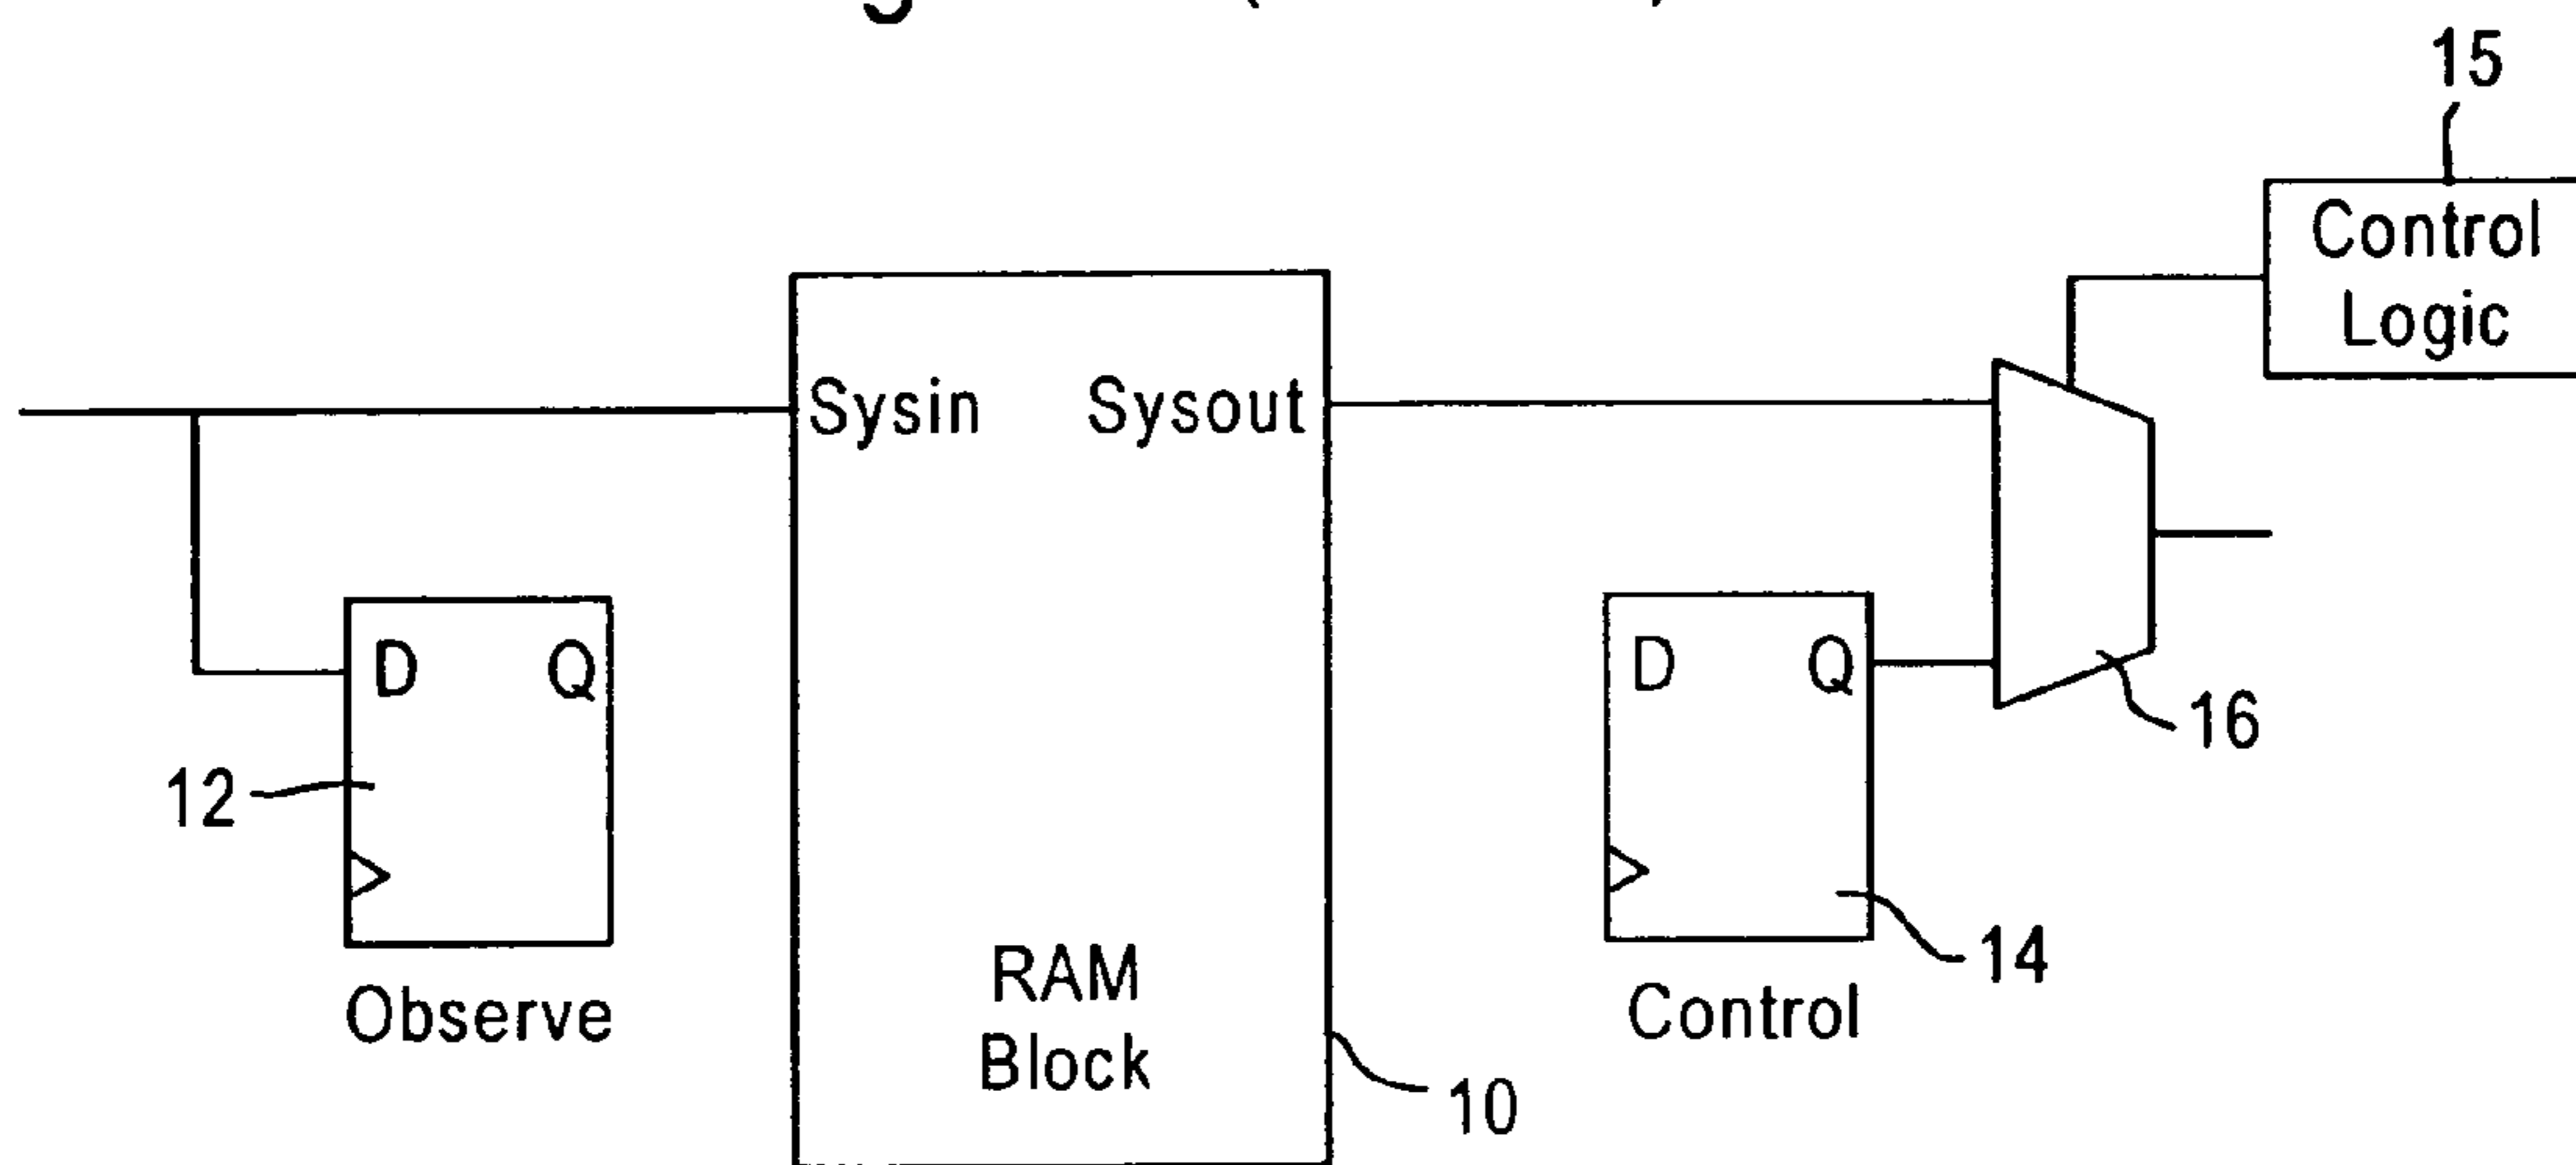 15
Control
Logic
Sysin Sysout
D Q
D Q
16
12
14
Observe
RAM
Block
Control
10